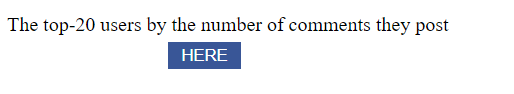 The top-20 users by the number of comments they post
HERE